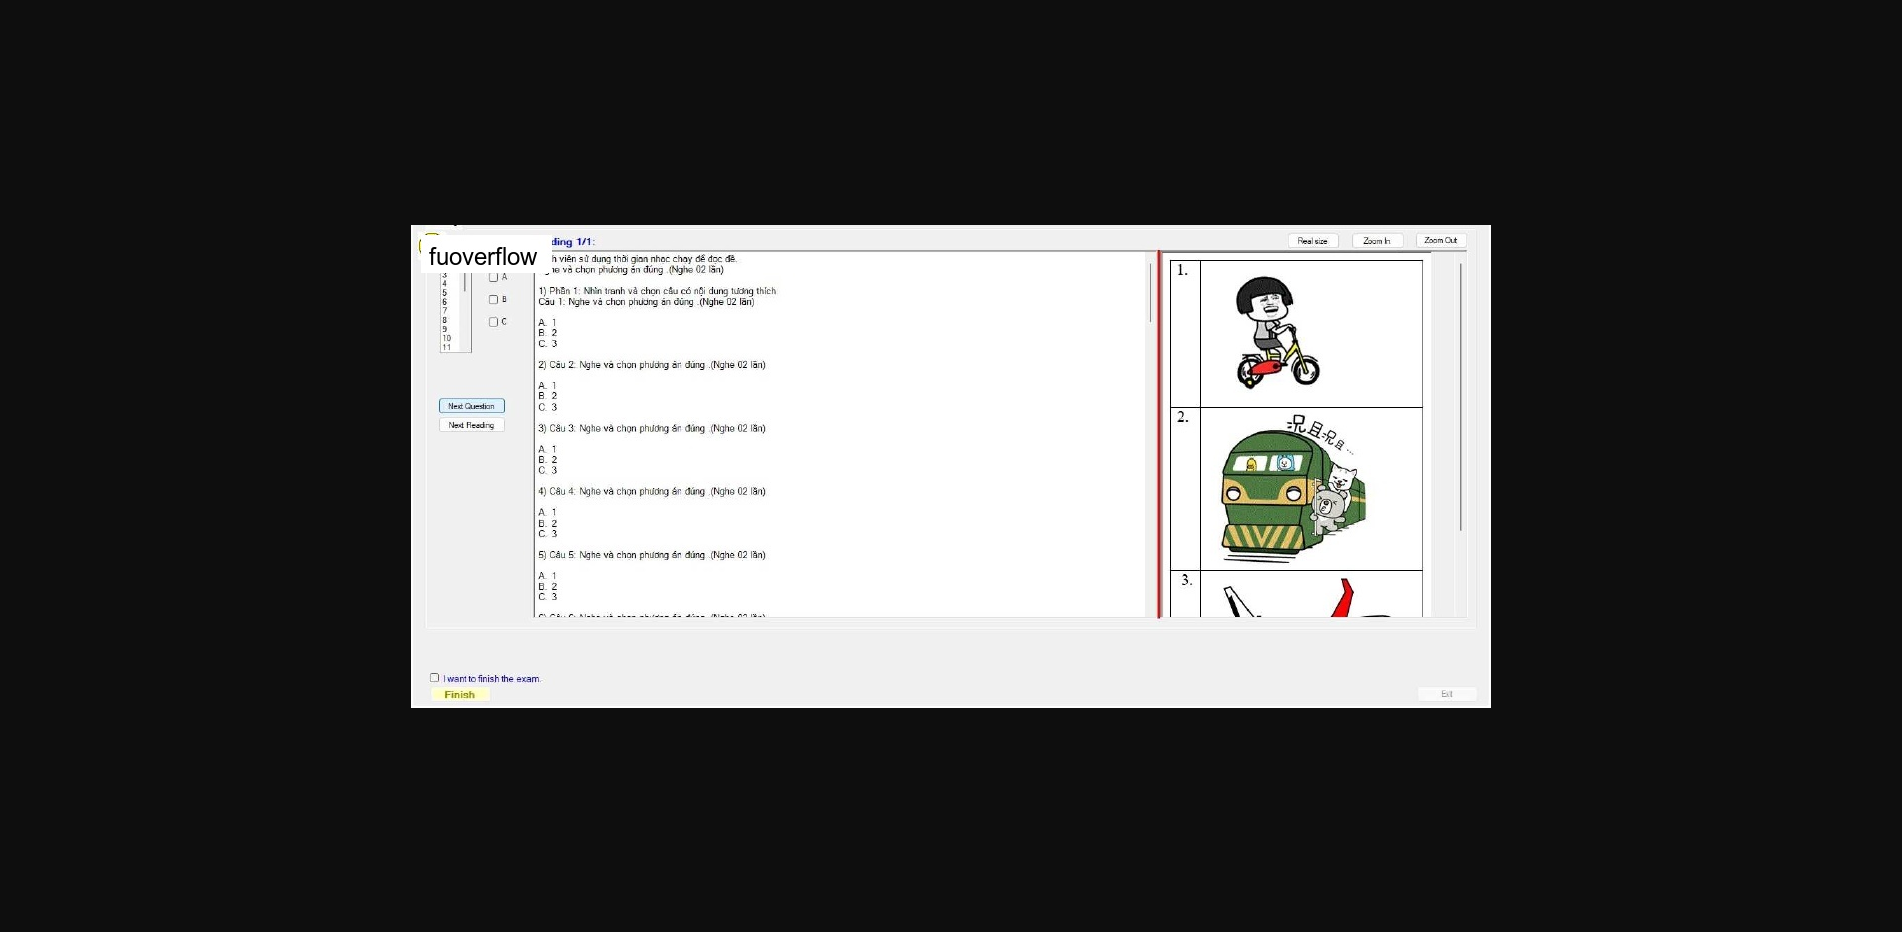 fuoverflow
ding 1/1:
Real size
Zoom In
Zoom Out
h viên sử dụng thời gian nhạc chạy để đọc đề.
he và chọn phương án đúng .(Nghe 02 lần)
1) Phần 1: Nhìn tranh và chọn câu có nội dung tương thích
Câu 1: Nghe và chọn phương án đúng .(Nghe 02 lần)
A. 1
B. 2
C. 3
2) Câu 2: Nghe và chọn phương án đúng .(Nghe 02 lần)
A. 1
B. 2
C. 3
3) Câu 3: Nghe và chọn phương án đúng .(Nghe 02 lần)
A. 1
B. 2
C. 3
4) Câu 4: Nghe và chọn phương án đúng .(Nghe 02 lần)
A. 1
B. 2
C. 3
5) Câu 5: Nghe và chọn phương án đúng .(Nghe 02 lần)
A. 1
B. 2
C. 3
3
4
5
6
7
8
9
10
11
A
B
C
Next Question
Next Reading
1.
2.
况且况且...
3.
I want to finish the exam.
Finish
Exit